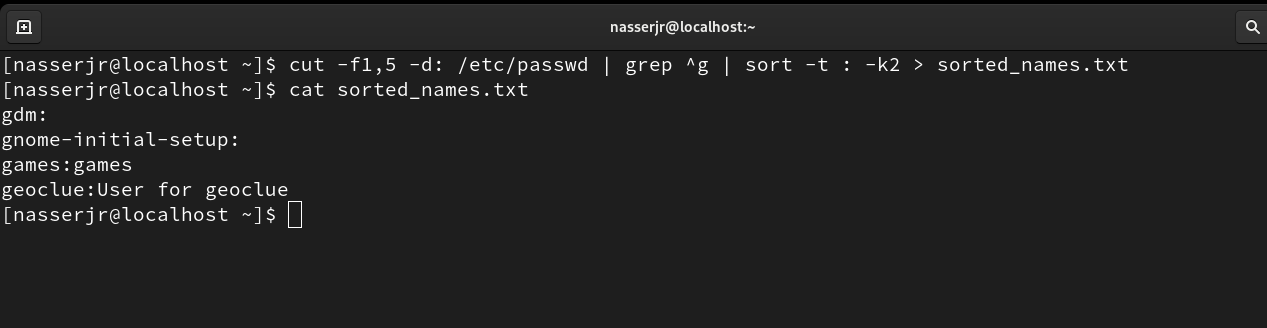 nasserjr@localhost:~
[nasserjr@localhost ~]$ cut -f1,5 -d: /etc/passwd | grep ^g | sort -t : -k2 > sorted_names.txt
[nasserjr@localhost ~]$ cat sorted_names.txt
gdm:
gnome-initial-setup:
games:games
geoclue:User for geoclue
[nasserjr@localhost ~]$